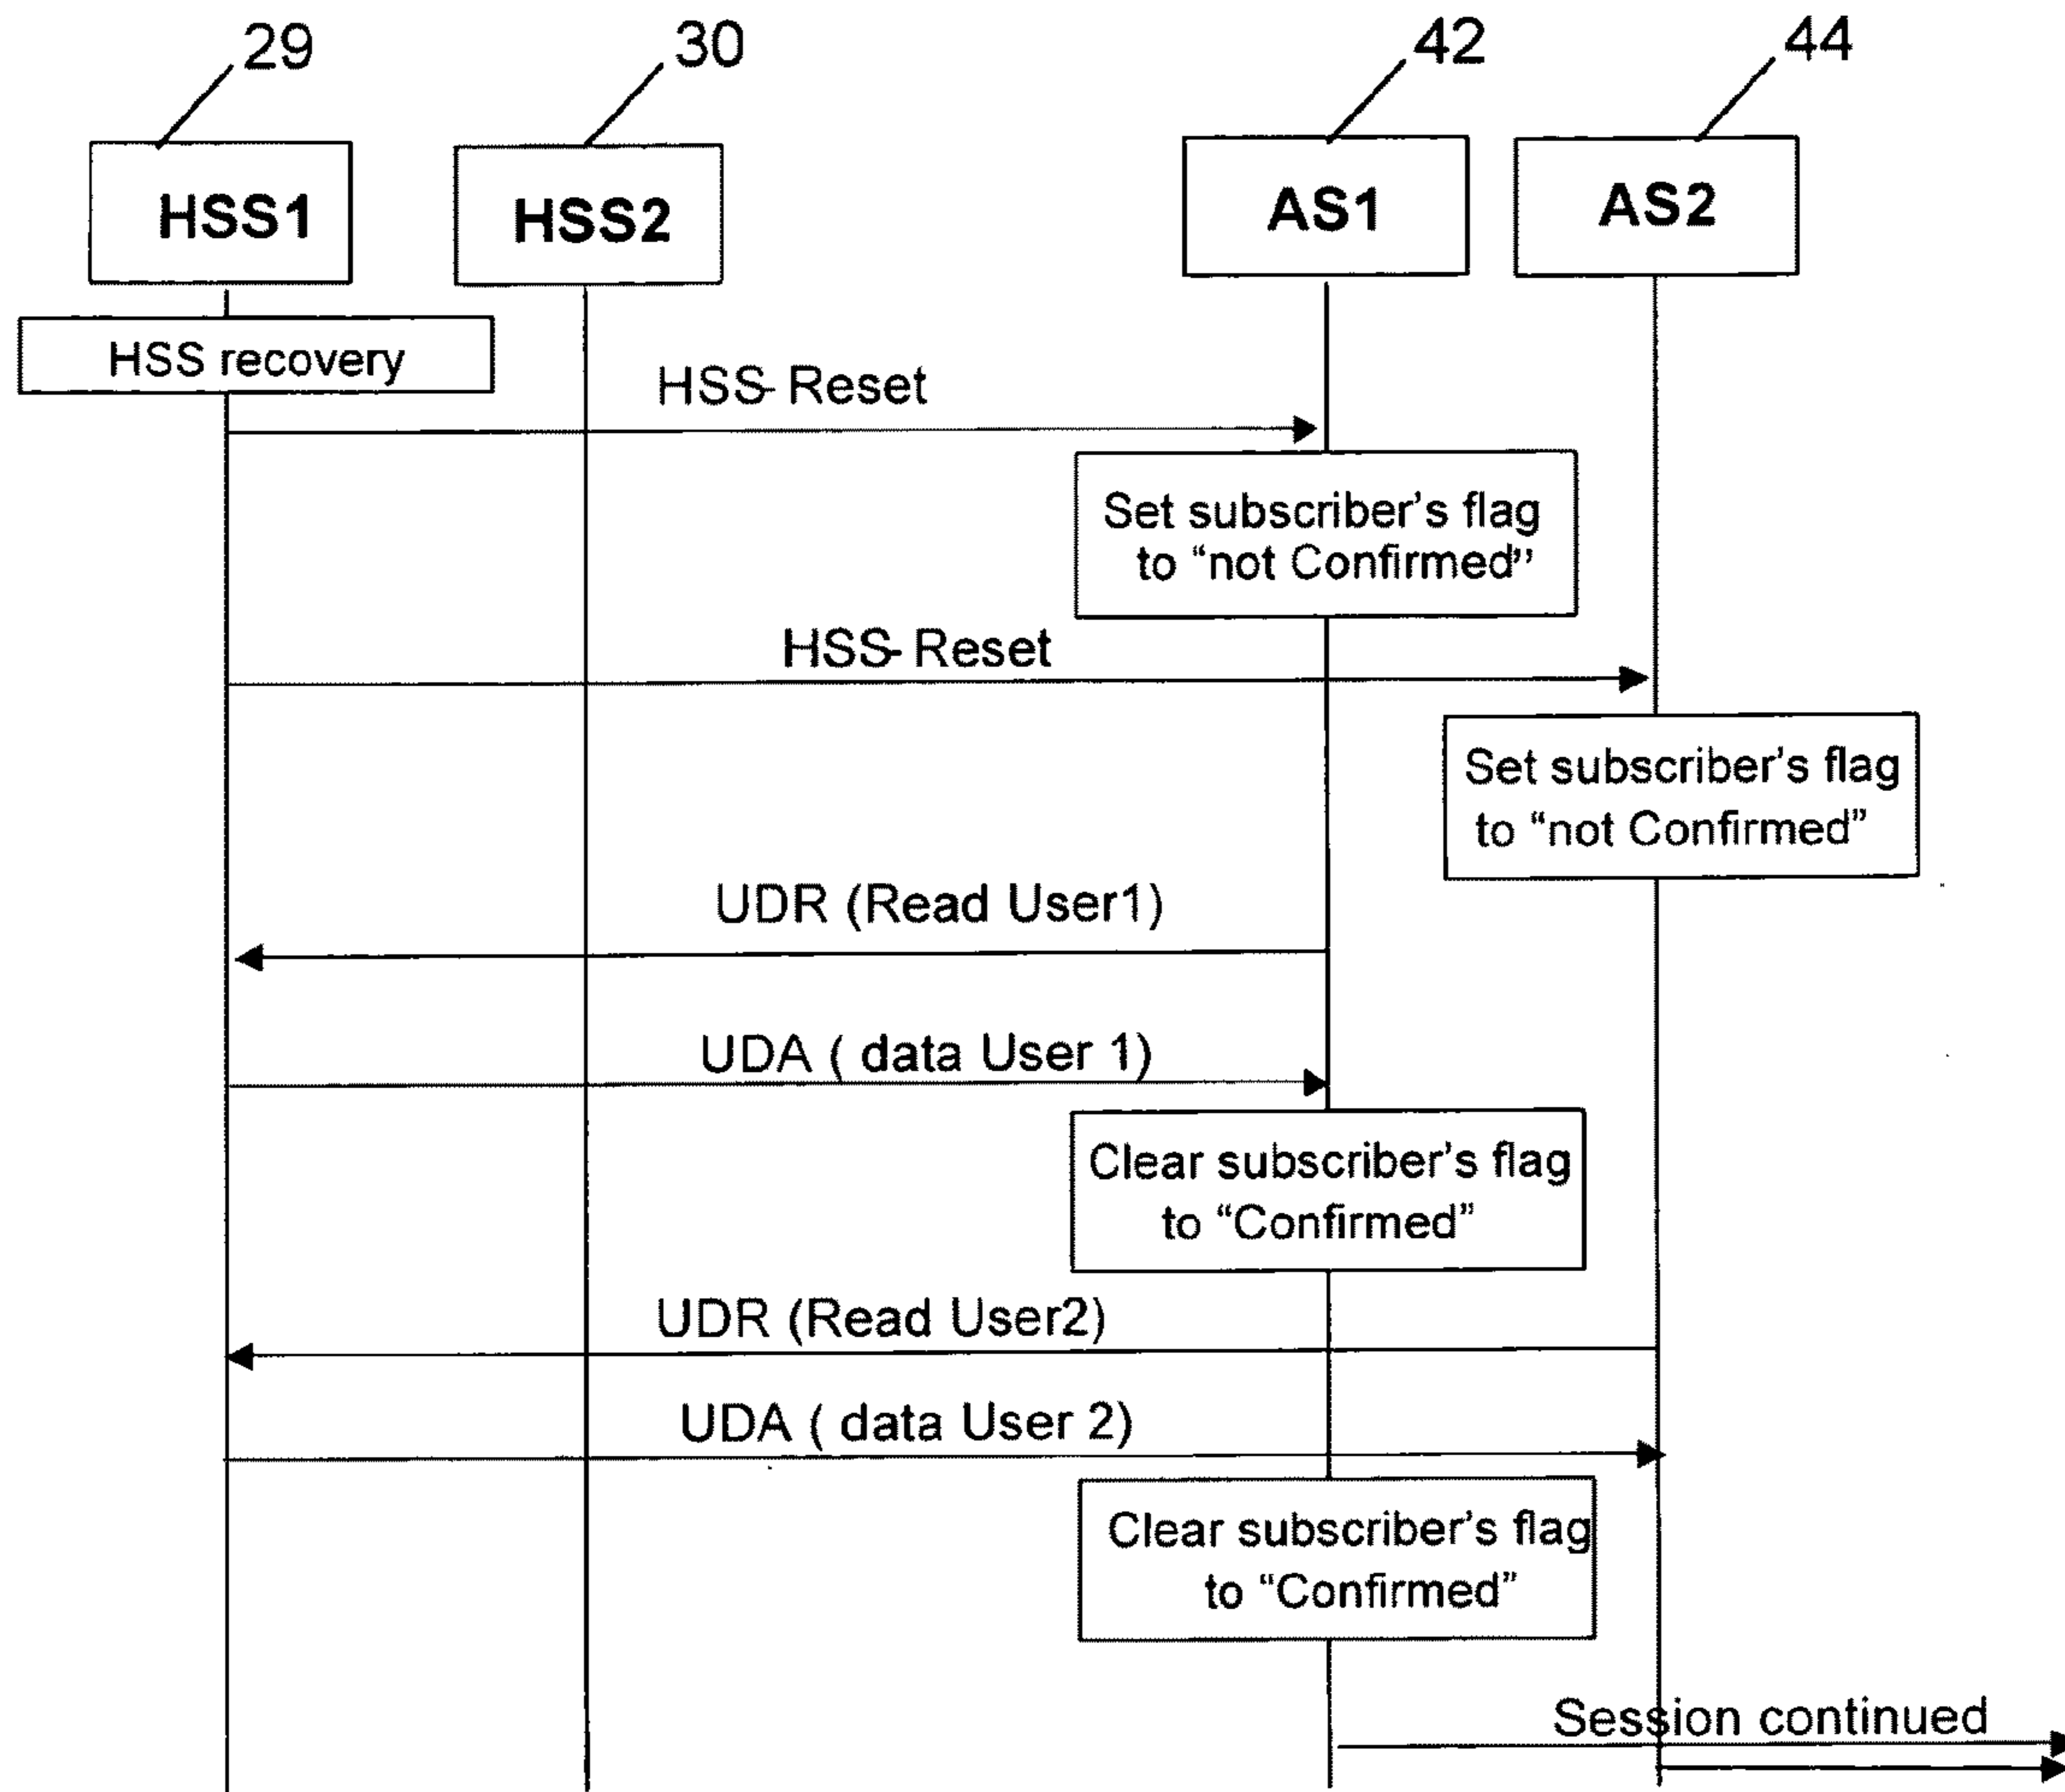 29
30
42
44
HSS1
HSS2
AS1
AS2
HSS recovery
HSS- Reset
Set subscriber's flag
to “not Confirmed”
HSS- Reset
Set subscriber's flag
to “not Confirmed”
UDR (Read User1)
UDA ( data User 1)
Clear subscriber's flag
to “Confirmed”
UDR (Read User2)
UDA ( data User 2)
Clear subscriber's flag
to “Confirmed”
Session continued